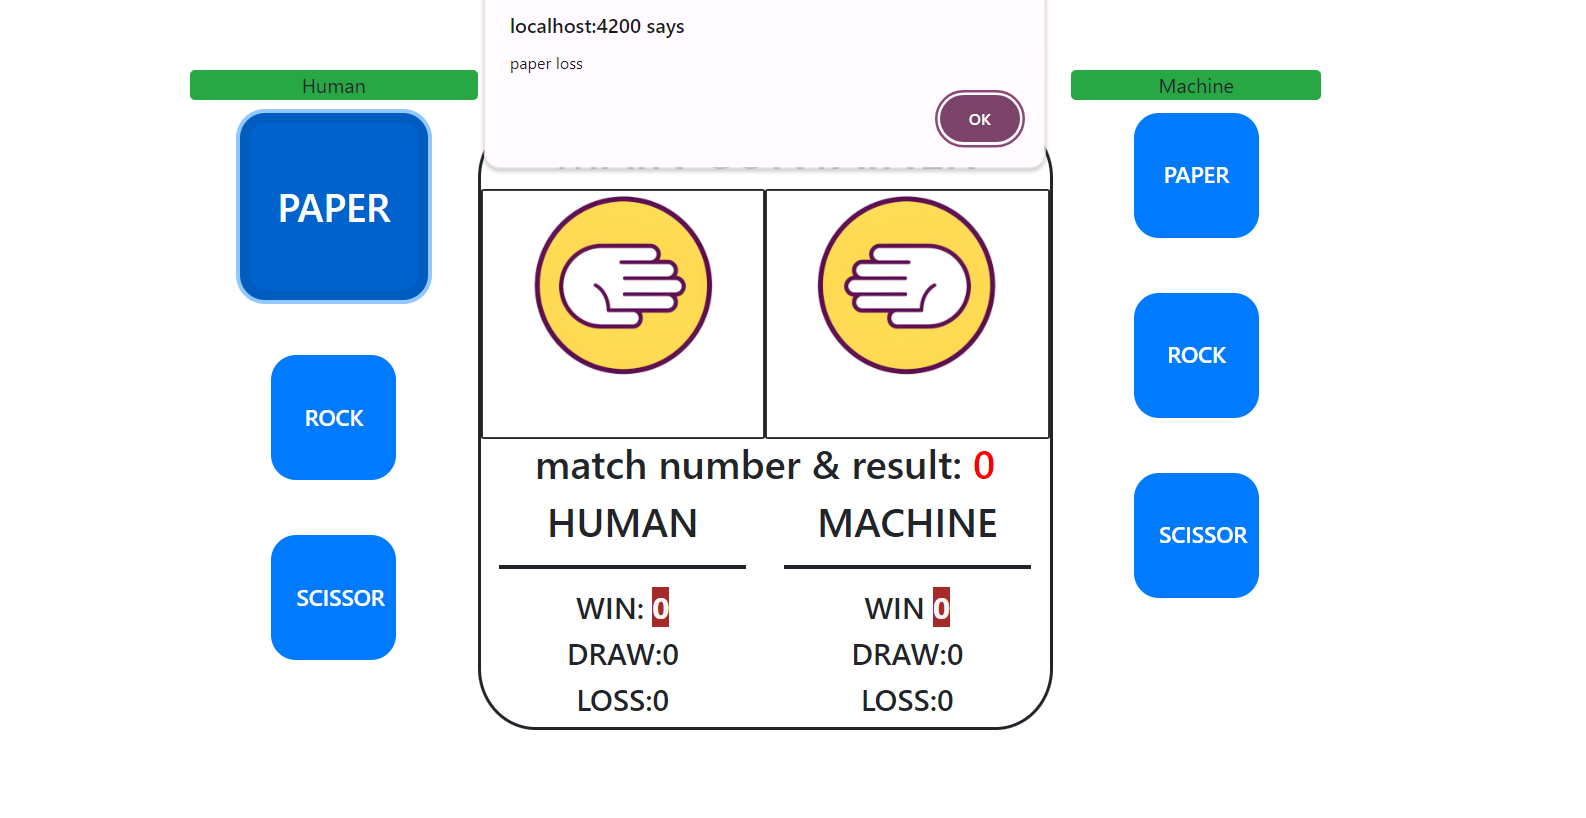 localhost:4200 says
paper loss
OK
Human
PAPER
ROCK
SCISSOR
match number & result: 0
HUMAN
MACHINE
WIN: 0
WIN 0
DRAW:0
DRAW:0
LOSS:0
LOSS:0
Machine
PAPER
ROCK
SCISSOR